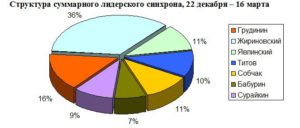 Структура суммарного лидерского синхрона, 22 декабря – 16 марта
36%
11%
10%
11%
7%
9%
16%
Грудинин
Жириновский
Явлинский
Титов
Собчак
Бабурин
Сурайкин